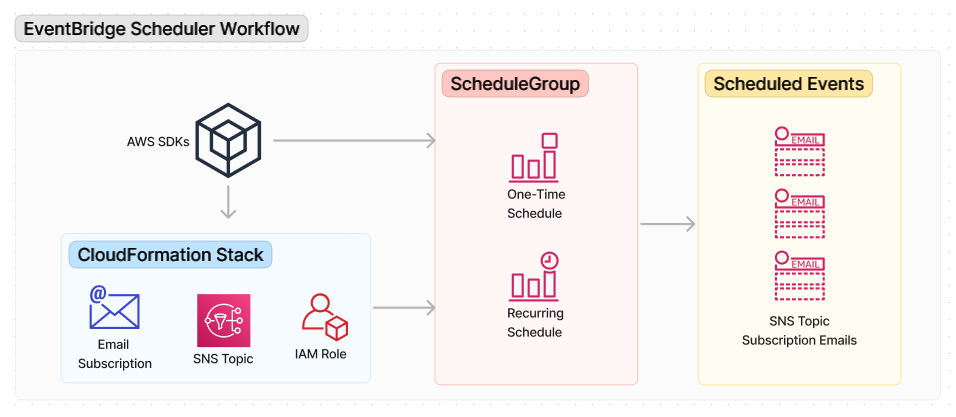 EventBridge Scheduler Workflow
AWS SDKs
CloudFormation Stack
@
Email
Subscription
SNS Topic
IAM Role
ScheduleGroup
One-Time
Schedule
Recurring
Schedule
Scheduled Events
EMAIL
EMAIL
EMAIL
SNS Topic
Subscription Emails